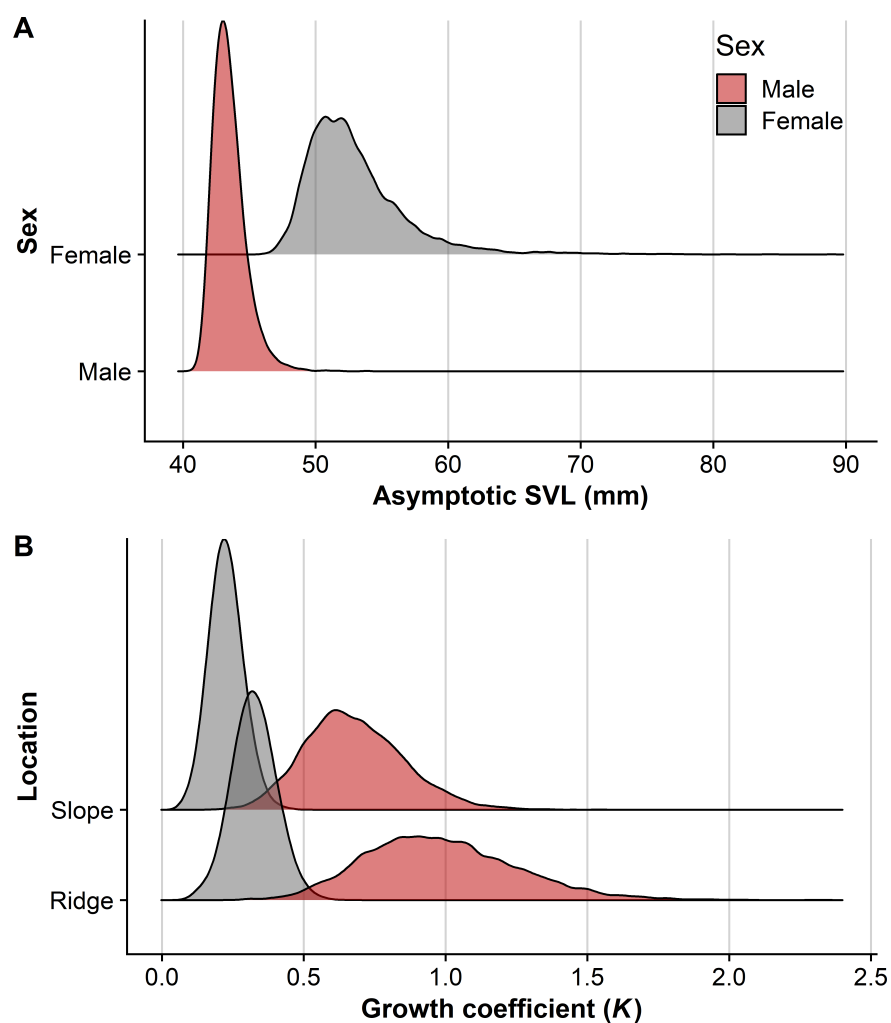 A
Sex
Male
Female
Sex
Female
Male
40 50 60 70 80 90
Asymptotic SVL (mm)
B
Location
Slope
Ridge
0.0 0.5 1.0 1.5 2.0 2.5
Growth coefficient (K)